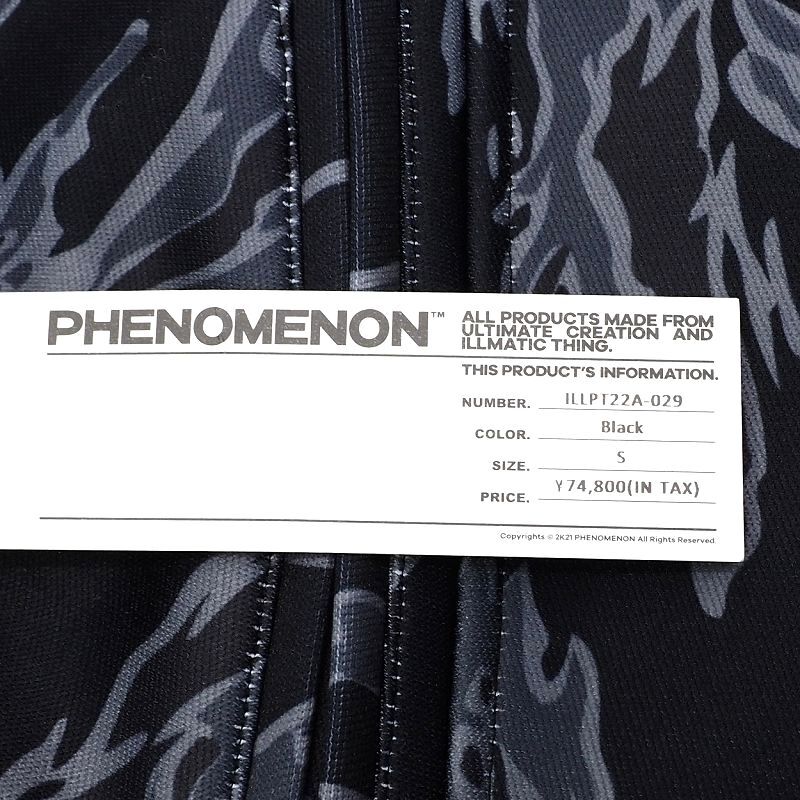 PHENOMENON™
ALL PRODUCTS MADE FROM
ULTIMATE CREATION AND
ILLMATIC THING.
THIS PRODUCT'S INFORMATION.
NUMBER. ILLPT22A-029
COLOR. Black
SIZE. S
PRICE. ¥74,800(IN TAX)
Copyrights © 2K21 PHENOMENON All Rights Reserved